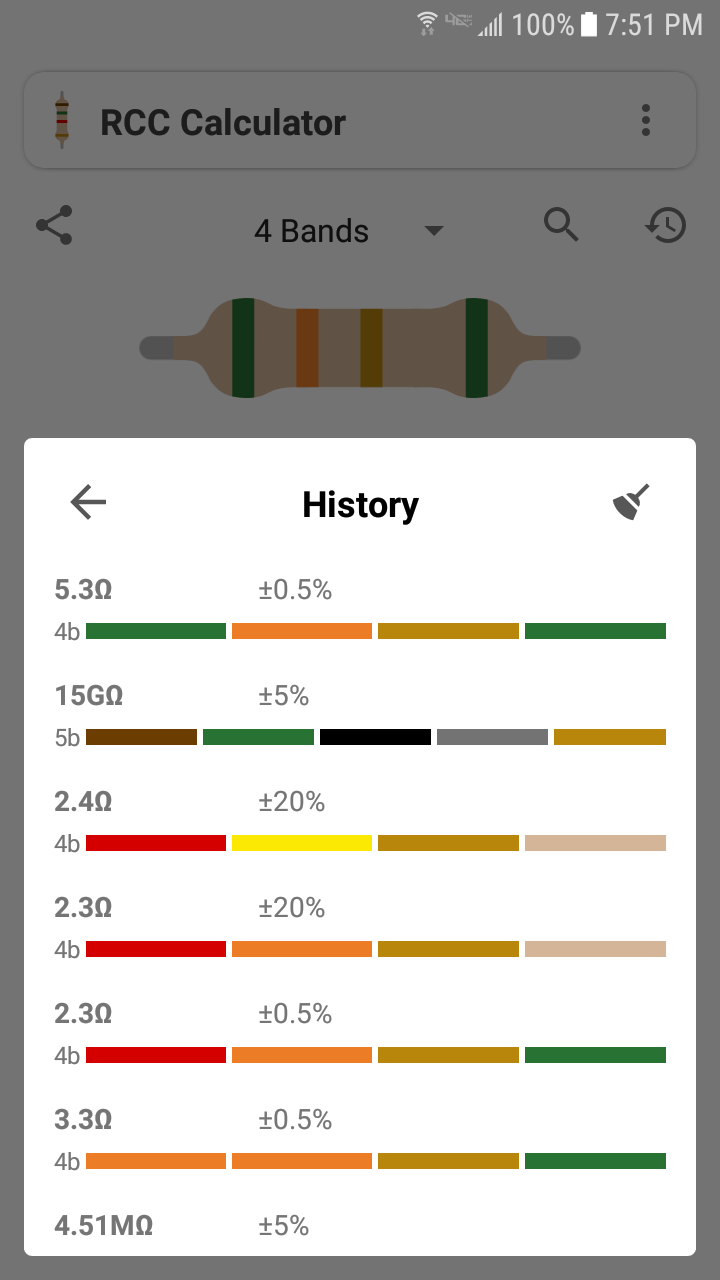 100% 7:51 PM
RCC Calculator
4 Bands
History
5.3Ω ±0.5%
4b
15GΩ ±5%
5b
2.4Ω ±20%
4b
2.3Ω ±20%
4b
2.3Ω ±0.5%
4b
3.3Ω ±0.5%
4b
4.51MΩ ±5%